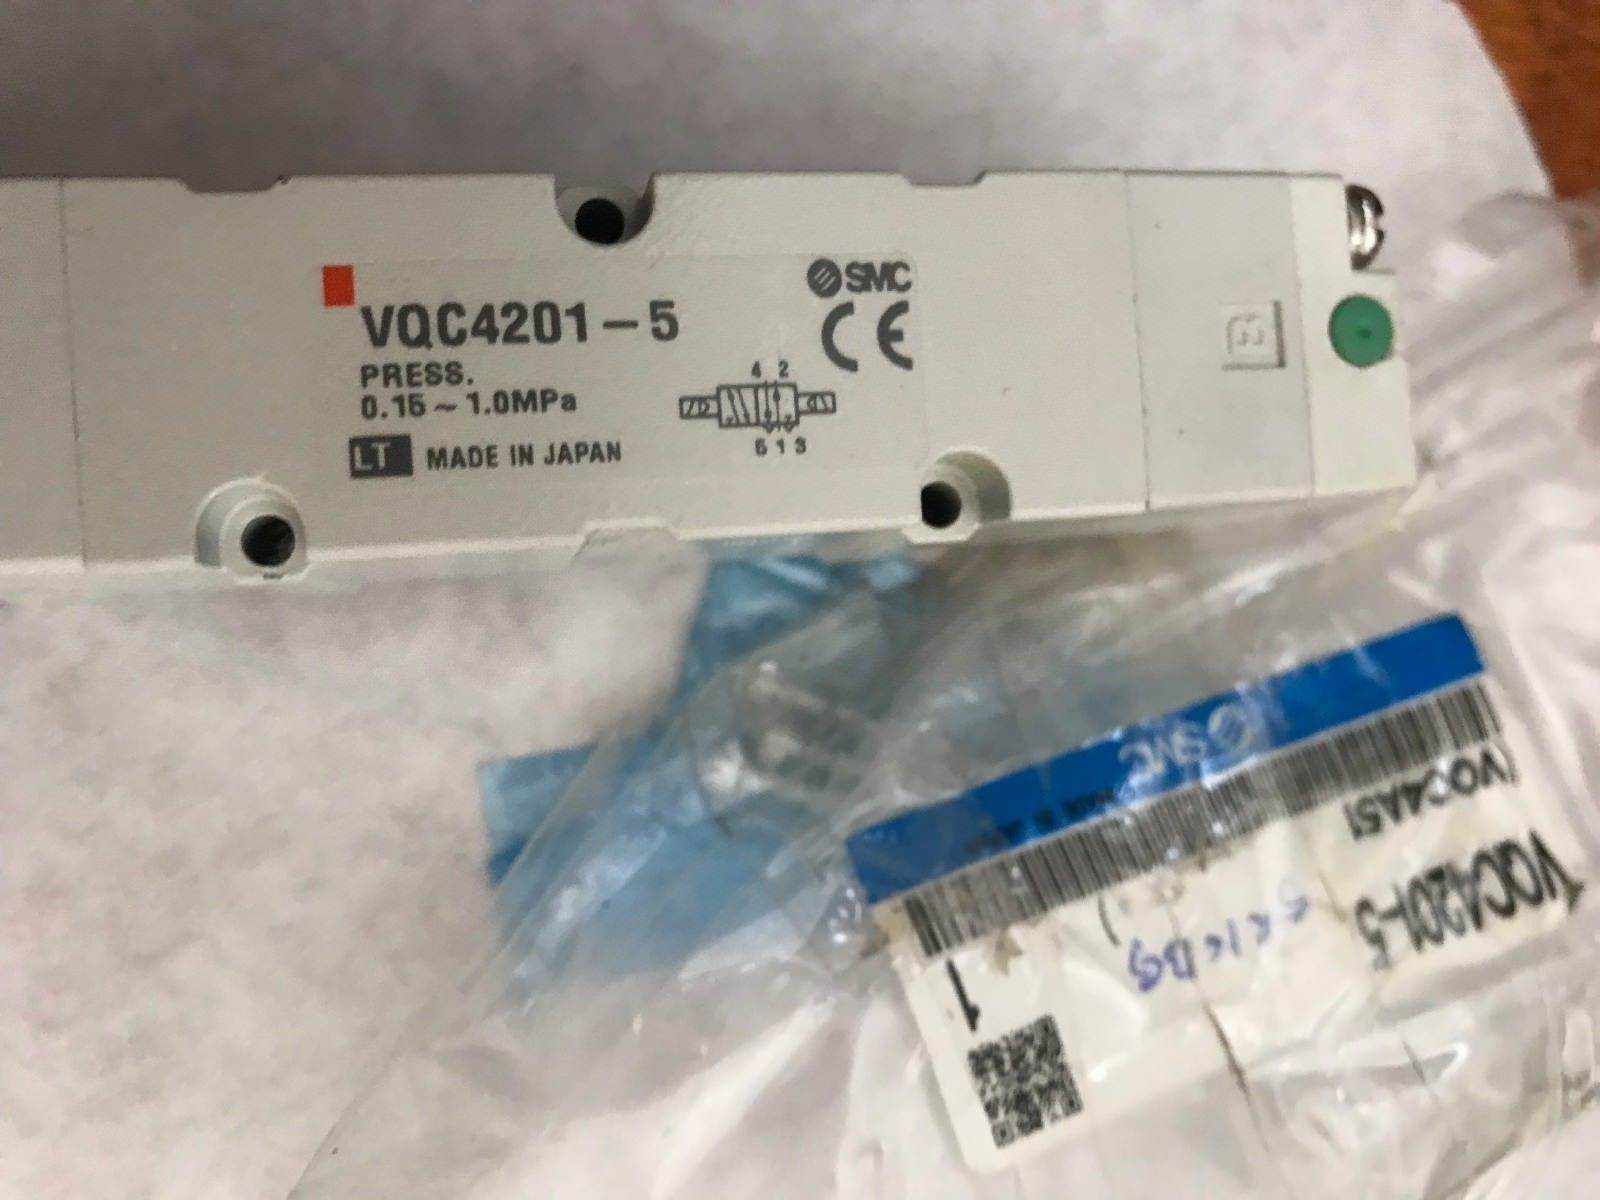 SMC
VQC4201-5
CE
PRESS.
0.15~1.0MPa
4 2
5 1 3
LT MADE IN JAPAN
B
SMC
VQC4201-5
1